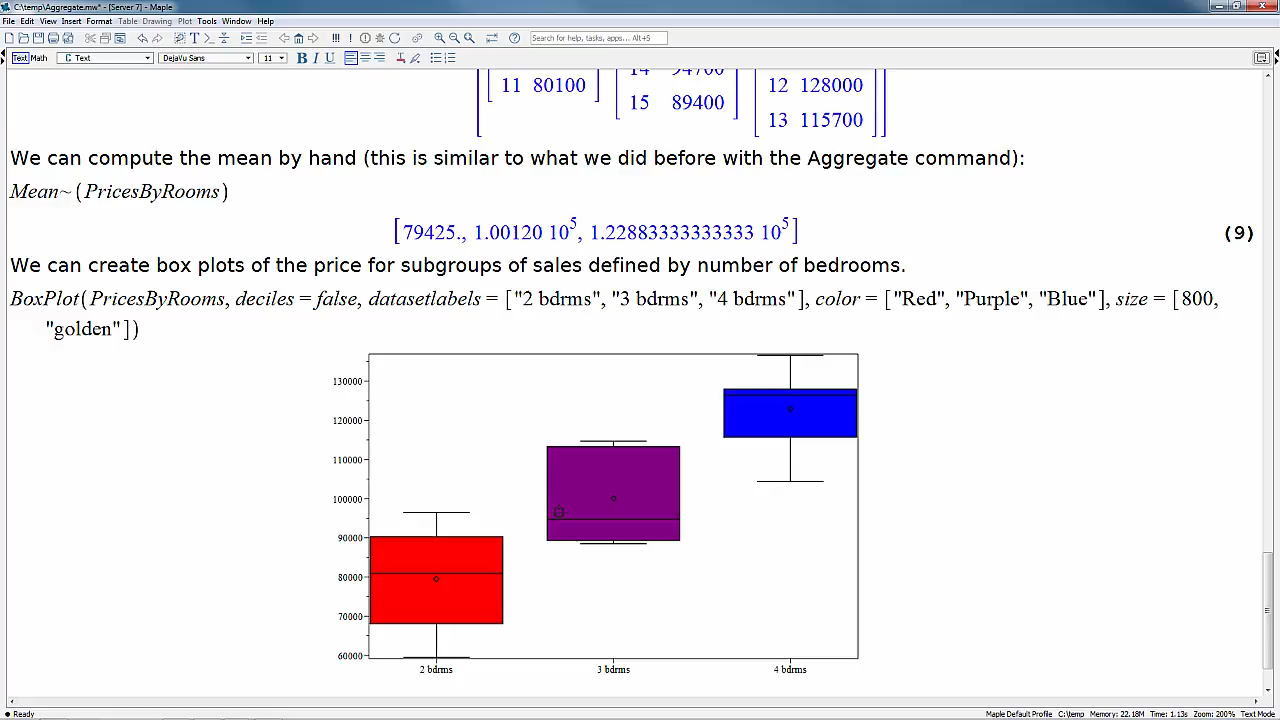 C:\temp\Aggregate.mw* - [Server 7] - Maple
File Edit View Insert Format Table Drawing Plot Tools Window Help
Search for help, tasks, apps... Alt+S
Text Math C Text DejaVu Sans 11 B I U
14 94700
11 80100 12 128000
15 89400
13 115700
We can compute the mean by hand (this is similar to what we did before with the Aggregate command):
Mean~(PricesByRooms)
[79425., 1.00120 10⁵, 1.22883333333333 10⁵] (9)
We can create box plots of the price for subgroups of sales defined by number of bedrooms.
BoxPlot(PricesByRooms, deciles = false, datasetlabels = ["2 bdrms", "3 bdrms", "4 bdrms"], color = ["Red", "Purple", "Blue"], size = [800,
"golden"])
130000
120000
110000
100000
90000
80000
70000
60000
2 bdrms 3 bdrms 4 bdrms
Ready Maple Default Profile C:\temp Memory: 22.18M Time: 1.13s Zoom: 200% Text Mode